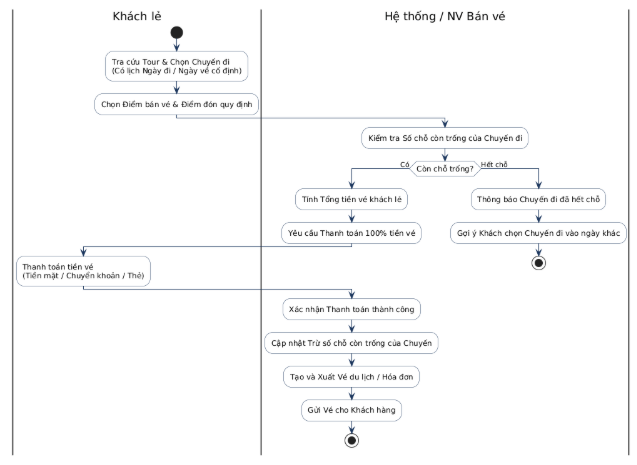 Khách lẻ
Hệ thống / NV Bán vé
Tra cứu Tour & Chọn Chuyến đi
(Có lịch Ngày đi / Ngày về cố định)
Chọn Điểm bán vé & Điểm đón quy định
Kiểm tra Số chỗ còn trống của Chuyến đi
Có
Còn chỗ trống?
Hết chỗ
Tính Tổng tiền vé khách lẻ
Thông báo Chuyến đi đã hết chỗ
Yêu cầu Thanh toán 100% tiền vé
Gợi ý Khách chọn Chuyến đi vào ngày khác
Thanh toán tiền vé
(Tiền mặt / Chuyển khoản / Thẻ)
Xác nhận Thanh toán thành công
Cập nhật Trừ số chỗ còn trống của Chuyến
Tạo và Xuất Vé du lịch / Hóa đơn
Gửi Vé cho Khách hàng